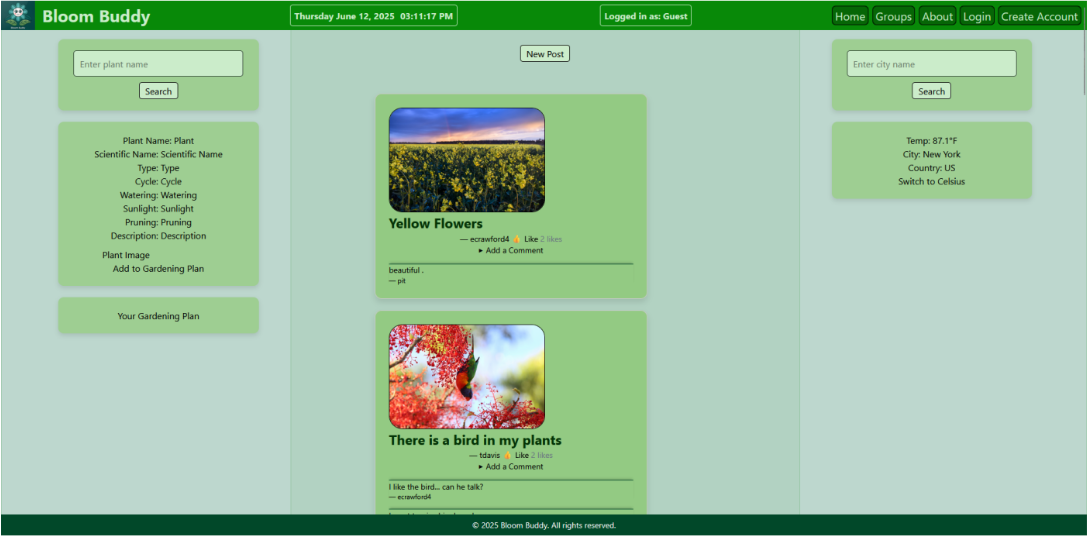 Bloom Buddy
Thursday June 12, 2025 03:11:17 PM
Logged in as: Guest
Home Groups About Login Create Account
Enter plant name
Search
Plant Name: Plant
Scientific Name: Scientific Name
Type: Type
Cycle: Cycle
Watering: Watering
Sunlight: Sunlight
Pruning: Pruning
Description: Description
Plant Image
Add to Gardening Plan
Your Gardening Plan
New Post
Yellow Flowers
— ecrawford4 👍 Like 2 likes
▸ Add a Comment
beautiful .
— pit
There is a bird in my plants
— tdavis 👍 Like 2 likes
▸ Add a Comment
I like the bird... can he talk?
— ecrawford4
Enter city name
Search
Temp: 87.1°F
City: New York
Country: US
Switch to Celsius
© 2025 Bloom Buddy. All rights reserved.